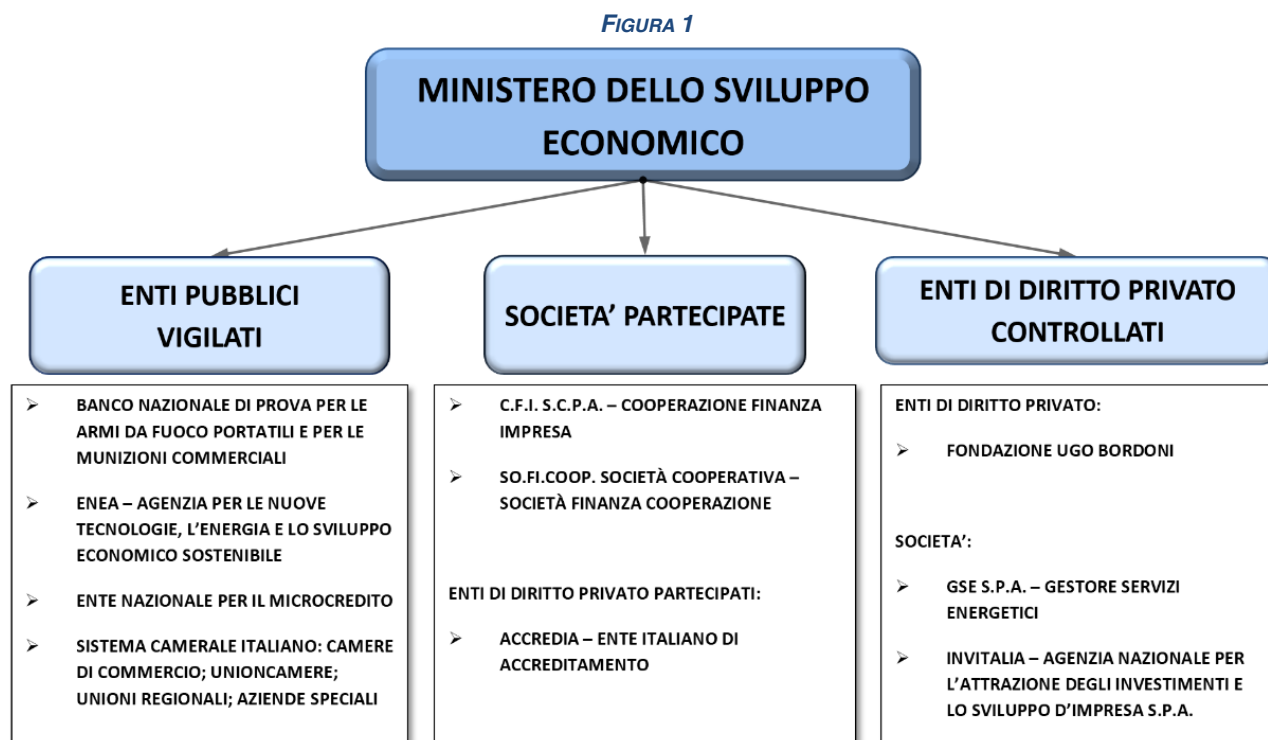 FIGURA 1
MINISTERO DELLO SVILUPPO
ECONOMICO
ENTI PUBBLICI
VIGILATI
SOCIETA’ PARTECIPATE
ENTI DI DIRITTO PRIVATO
CONTROLLATI
➢ BANCO NAZIONALE DI PROVA PER LE
ARMI DA FUOCO PORTATILI E PER LE
MUNIZIONI COMMERCIALI
➢ ENEA – AGENZIA PER LE NUOVE
TECNOLOGIE, L’ENERGIA E LO SVILUPPO
ECONOMICO SOSTENIBILE
➢ ENTE NAZIONALE PER IL MICROCREDITO
➢ SISTEMA CAMERALE ITALIANO: CAMERE
DI COMMERCIO; UNIONCAMERE;
UNIONI REGIONALI; AZIENDE SPECIALI
➢ C.F.I. S.C.P.A. – COOPERAZIONE FINANZA
IMPRESA
➢ SO.FI.COOP. SOCIETÀ COOPERATIVA –
SOCIETÀ FINANZA COOPERAZIONE
ENTI DI DIRITTO PRIVATO PARTECIPATI:
➢ ACCREDIA – ENTE ITALIANO DI
ACCREDITAMENTO
ENTI DI DIRITTO PRIVATO:
➢ FONDAZIONE UGO BORDONI
SOCIETA’:
➢ GSE S.P.A. – GESTORE SERVIZI
ENERGETICI
➢ INVITALIA – AGENZIA NAZIONALE PER
L’ATTRAZIONE DEGLI INVESTIMENTI E
LO SVILUPPO D’IMPRESA S.P.A.